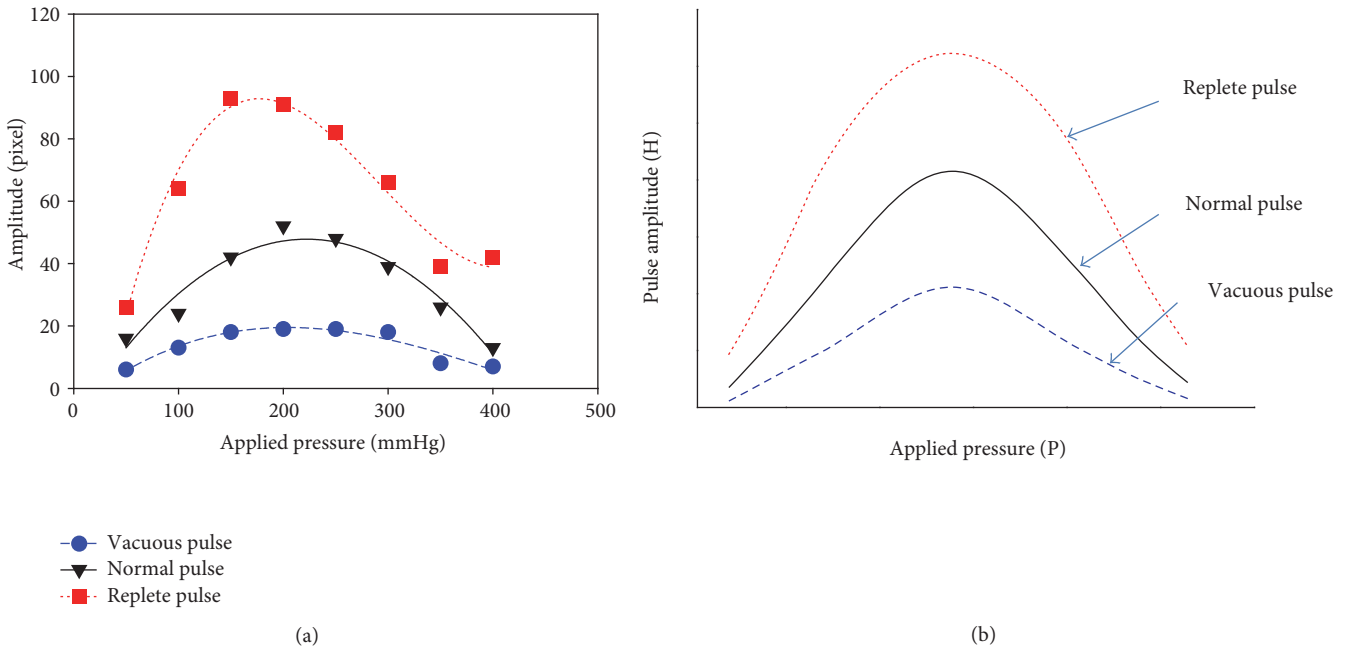 120
100
80
60
40
20
0
Amplitude (pixel)
0 100 200 300 400 500
Applied pressure (mmHg)
Vacuous pulse
Normal pulse
Replete pulse
(a)
Pulse amplitude (H)
Replete pulse
Normal pulse
Vacuous pulse
Applied pressure (P)
(b)